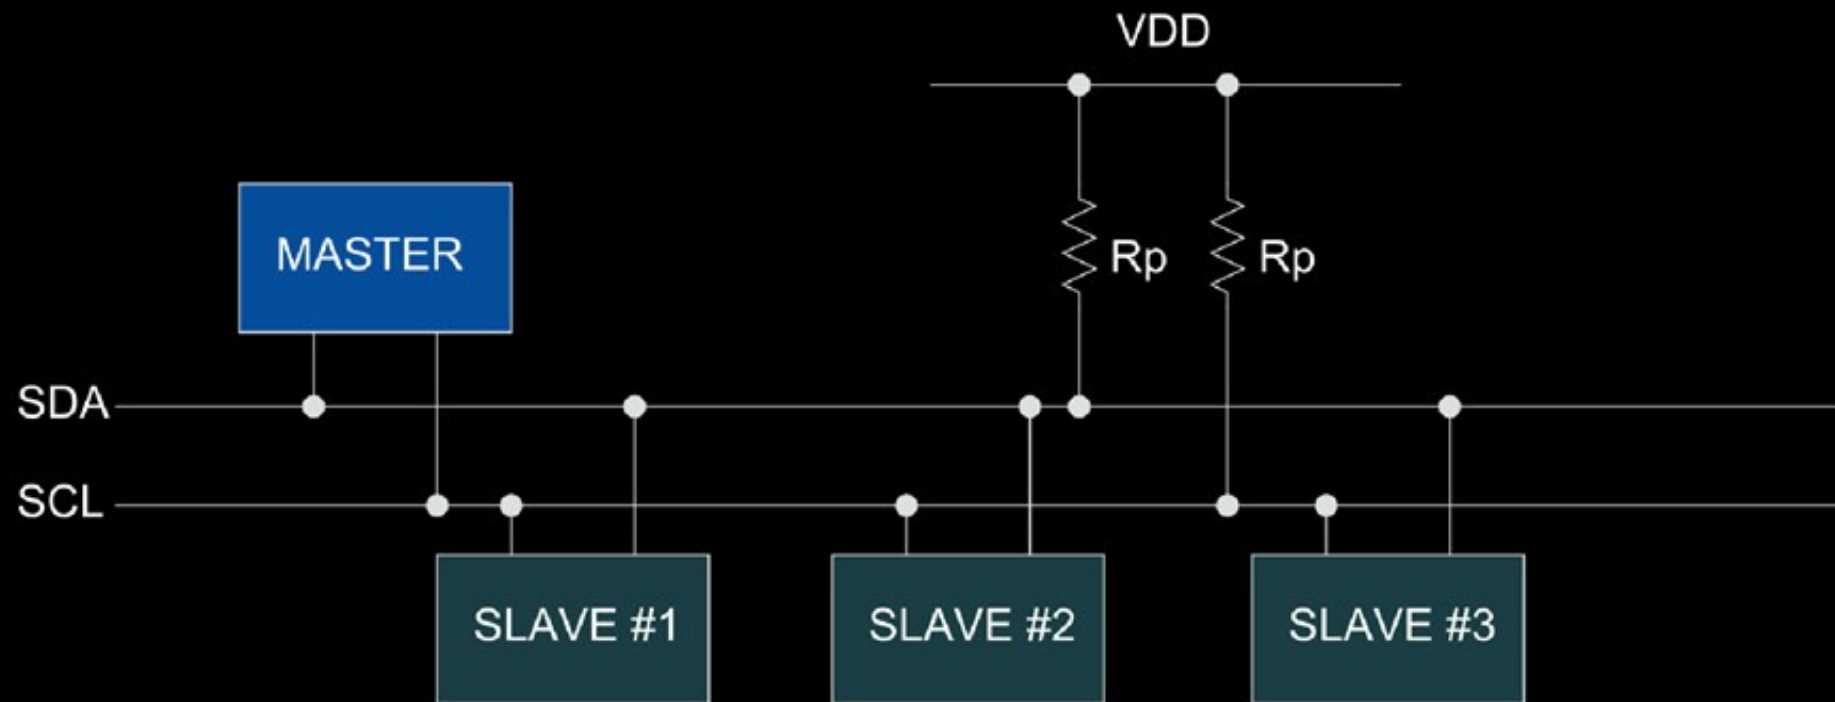 VDD
MASTER
Rp
Rp
SDA
SCL
SLAVE #1
SLAVE #2
SLAVE #3